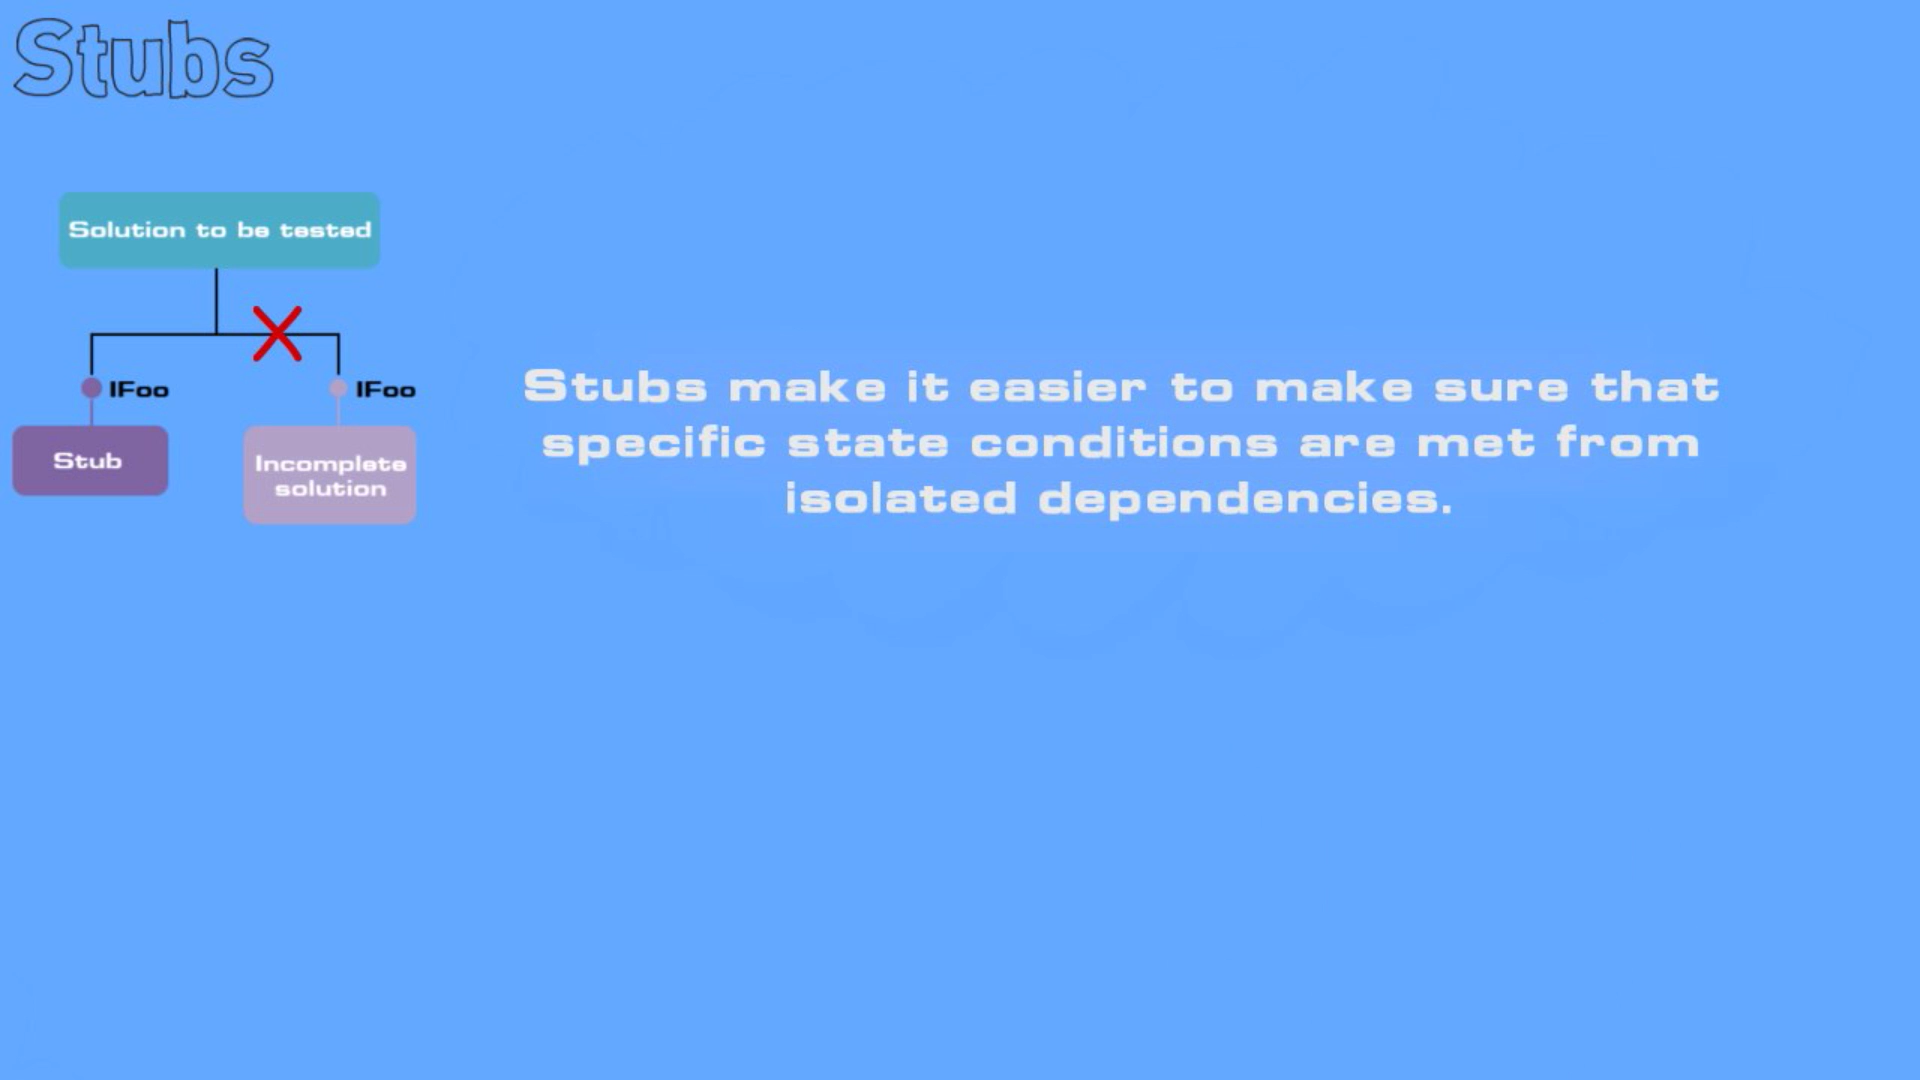 Stubs
Solution to be tested
IFoo
IFoo
Stub
Incomplete
solution
Stubs make it easier to make sure that
specific state conditions are met from
isolated dependencies.